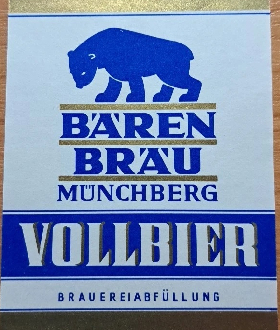 BÄREN
BRÄU
MÜNCHBERG
VOLLBIER
BRAUEREIABFÜLLUNG